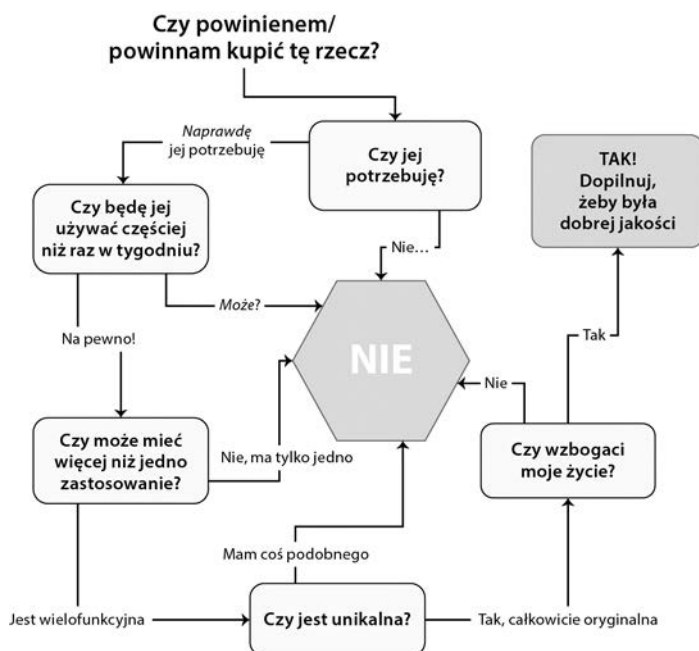 Czy powinienem/
powinnam kupić tę rzecz?
Naprawdę
jej potrzebuję
Czy jej
potrzebuję?
TAK!
Dopilnuj,
żeby była
dobrej jakości
Czy będę jej
używać częściej
niż raz w tygodniu?
Nie...
Może?
Na pewno!
NIE
Tak
Nie
Czy może mieć
więcej niż jedno
zastosowanie?
Nie, ma tylko jedno
Czy wzbogaci
moje życie?
Mam coś podobnego
Jest wielofunkcyjna
Czy jest unikalna?
Tak, całkowicie oryginalna